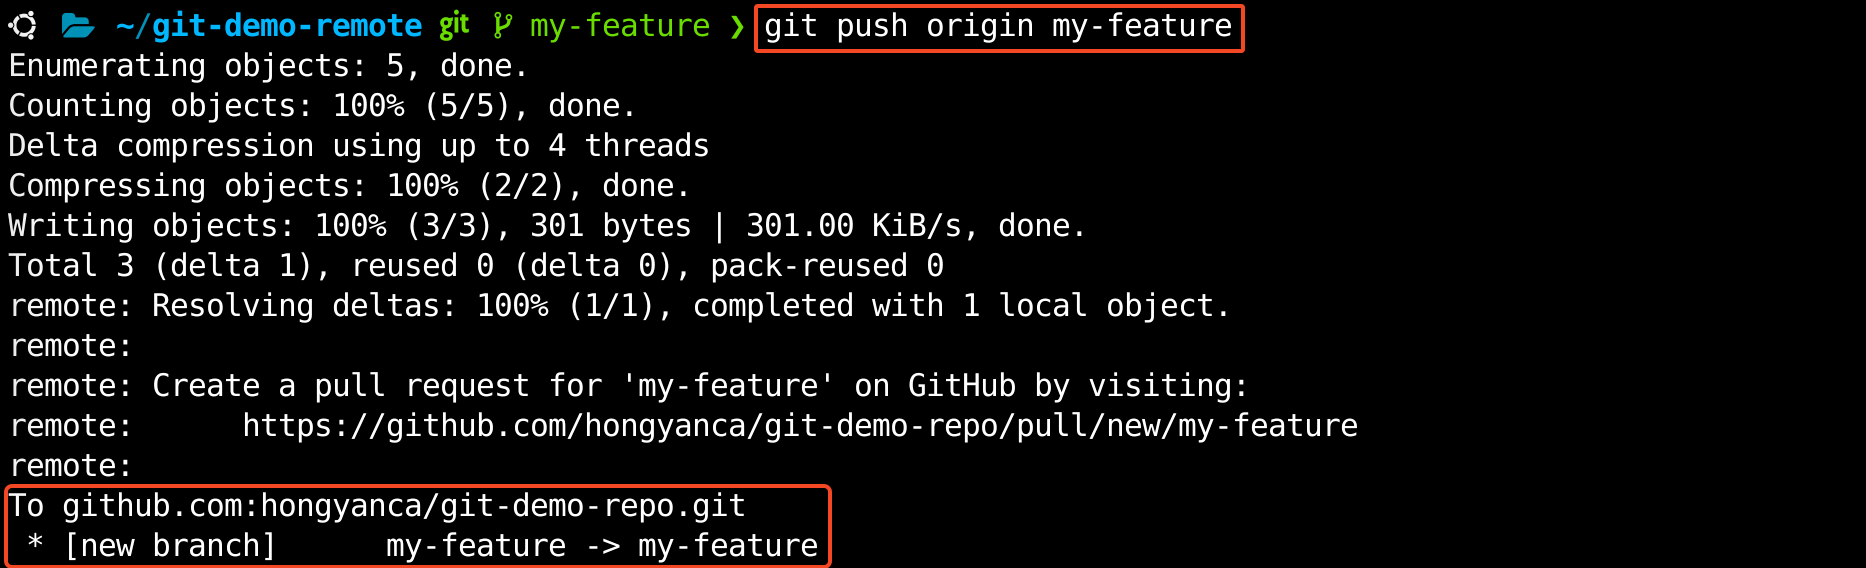 ~/git-demo-remote git my-feature ❯ git push origin my-feature
Enumerating objects: 5, done.
Counting objects: 100% (5/5), done.
Delta compression using up to 4 threads
Compressing objects: 100% (2/2), done.
Writing objects: 100% (3/3), 301 bytes | 301.00 KiB/s, done.
Total 3 (delta 1), reused 0 (delta 0), pack-reused 0
remote: Resolving deltas: 100% (1/1), completed with 1 local object.
remote:
remote: Create a pull request for 'my-feature' on GitHub by visiting:
remote:      https://github.com/hongyanca/git-demo-repo/pull/new/my-feature
remote:
To github.com:hongyanca/git-demo-repo.git
 * [new branch]      my-feature -> my-feature